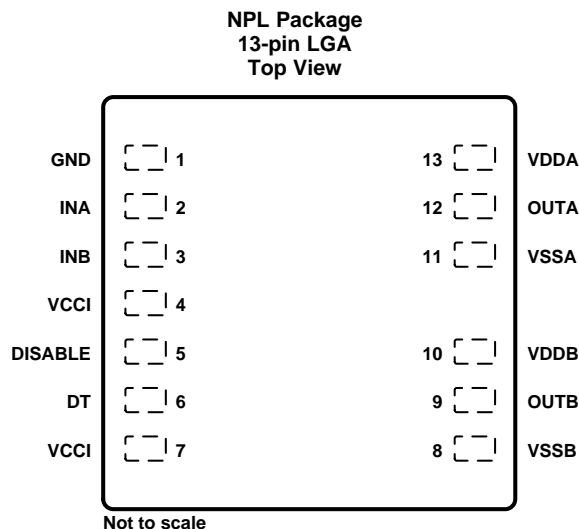 NPL Package
13-pin LGA
Top View
GND 1 13 VDDA
INA 2 12 OUTA
INB 3 11 VSSA
VCCI 4
DISABLE 5 10 VDDB
DT 6 9 OUTB
VCCI 7 8 VSSB
Not to scale